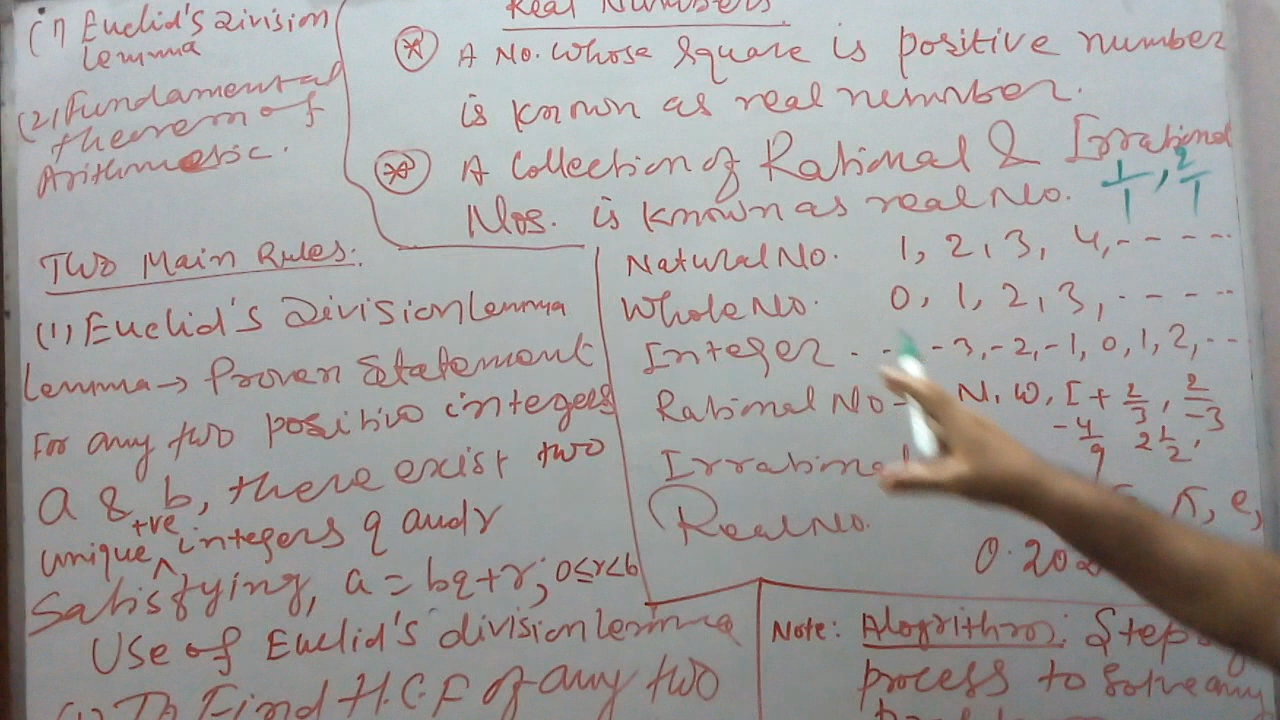 (1) Euclid's Division
lemma
(2) Fundamental
theorem of
Arithmetic.
Real Numbers
A No. whose square is positive number
is known as real number.
A Collection of Rational & Irrational
Nos. is known as real No. 1/1, 2/1
Two Main Rules:
(1) Euclid's Division lemma
lemma → Proven Statement
For any two positive integers
a & b, there exist two
unique +ve integers q and r
Satisfying, a = bq + r; 0 ≤ r < b
Use of Euclid's division lemma
(1) To Find H.C.F of any two
Natural No. 1, 2, 3, 4, - - - - -
Whole No. 0, 1, 2, 3, - - - - -
Integer - - -3, -2, -1, 0, 1, 2, - - -
Rational No - N, W, I + 2/3, 2/-3
-4/9 2 1/2,
Irrational π, e,
Real No.
0.202
Note: Alogrithm: Step
process to solve any